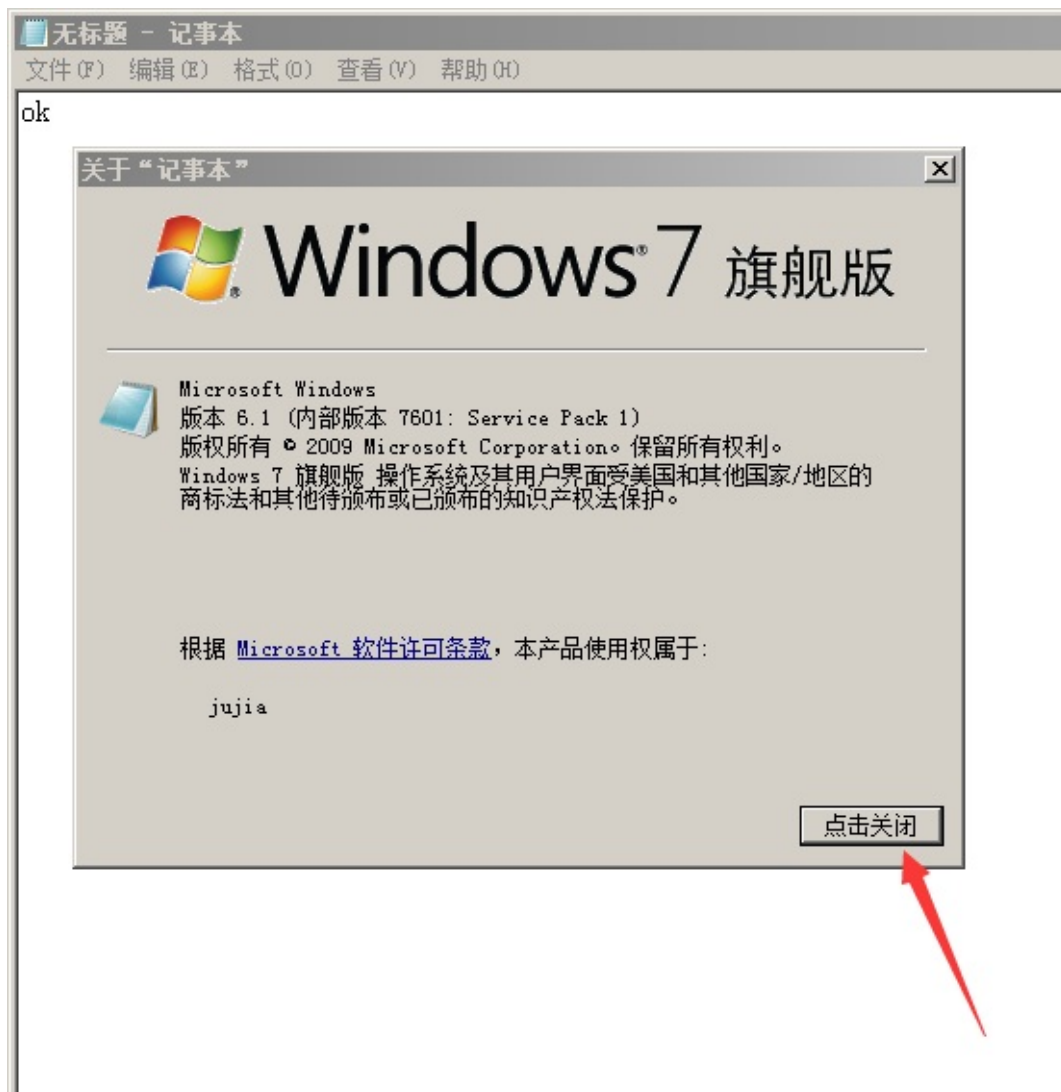 无标题 - 记事本
文件(F) 编辑(E) 格式(O) 查看(V) 帮助(H)
ok
关于“记事本”
Windows® 7 旗舰版
Microsoft Windows
版本 6.1 (内部版本 7601: Service Pack 1)
版权所有 © 2009 Microsoft Corporation。保留所有权利。
Windows 7 旗舰版 操作系统及其用户界面受美国和其他国家/地区的
商标法和其他待颁布或已颁布的知识产权法保护。
根据 Microsoft 软件许可条款，本产品使用权属于:
jujia
点击关闭